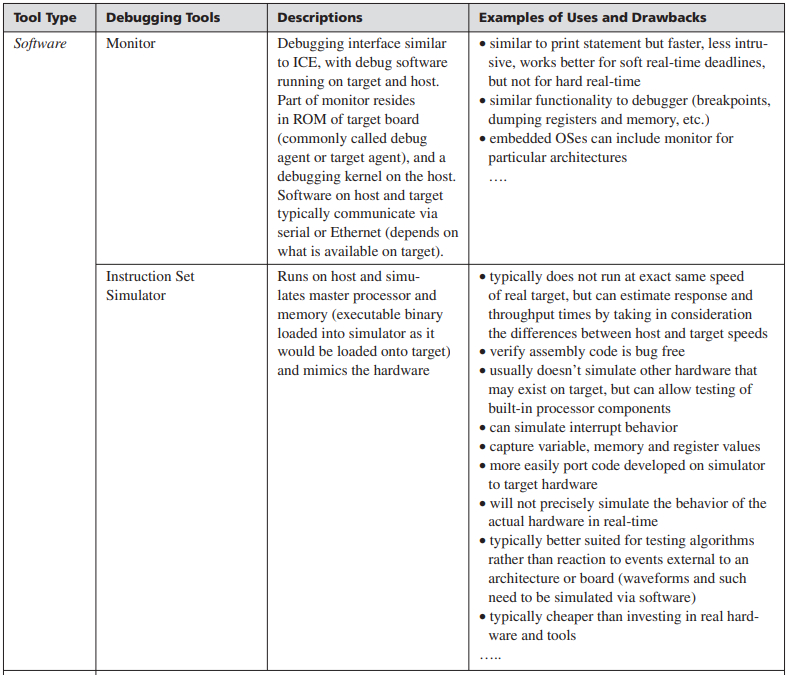 Tool Type Debugging Tools Descriptions Examples of Uses and Drawbacks
Software
Monitor
Debugging interface similar
to ICE, with debug software
running on target and host.
Part of monitor resides
in ROM of target board
(commonly called debug
agent or target agent), and a
debugging kernel on the host.
Software on host and target
typically communicate via
serial or Ethernet (depends on
what is available on target).
• similar to print statement but faster, less intru-
sive, works better for soft real-time deadlines,
but not for hard real-time
• similar functionality to debugger (breakpoints,
dumping registers and memory, etc.)
• embedded OSes can include monitor for
particular architectures
….
Instruction Set
Simulator
Runs on host and simu-
lates master processor and
memory (executable binary
loaded into simulator as it
would be loaded onto target)
and mimics the hardware
• typically does not run at exact same speed
of real target, but can estimate response and
throughput times by taking in consideration
the differences between host and target speeds
• verify assembly code is bug free
• usually doesn’t simulate other hardware that
may exist on target, but can allow testing of
built-in processor components
• can simulate interrupt behavior
• capture variable, memory and register values
• more easily port code developed on simulator
to target hardware
• will not precisely simulate the behavior of the
actual hardware in real-time
• typically better suited for testing algorithms
rather than reaction to events external to an
architecture or board (waveforms and such
need to be simulated via software)
• typically cheaper than investing in real hard-
ware and tools
…..